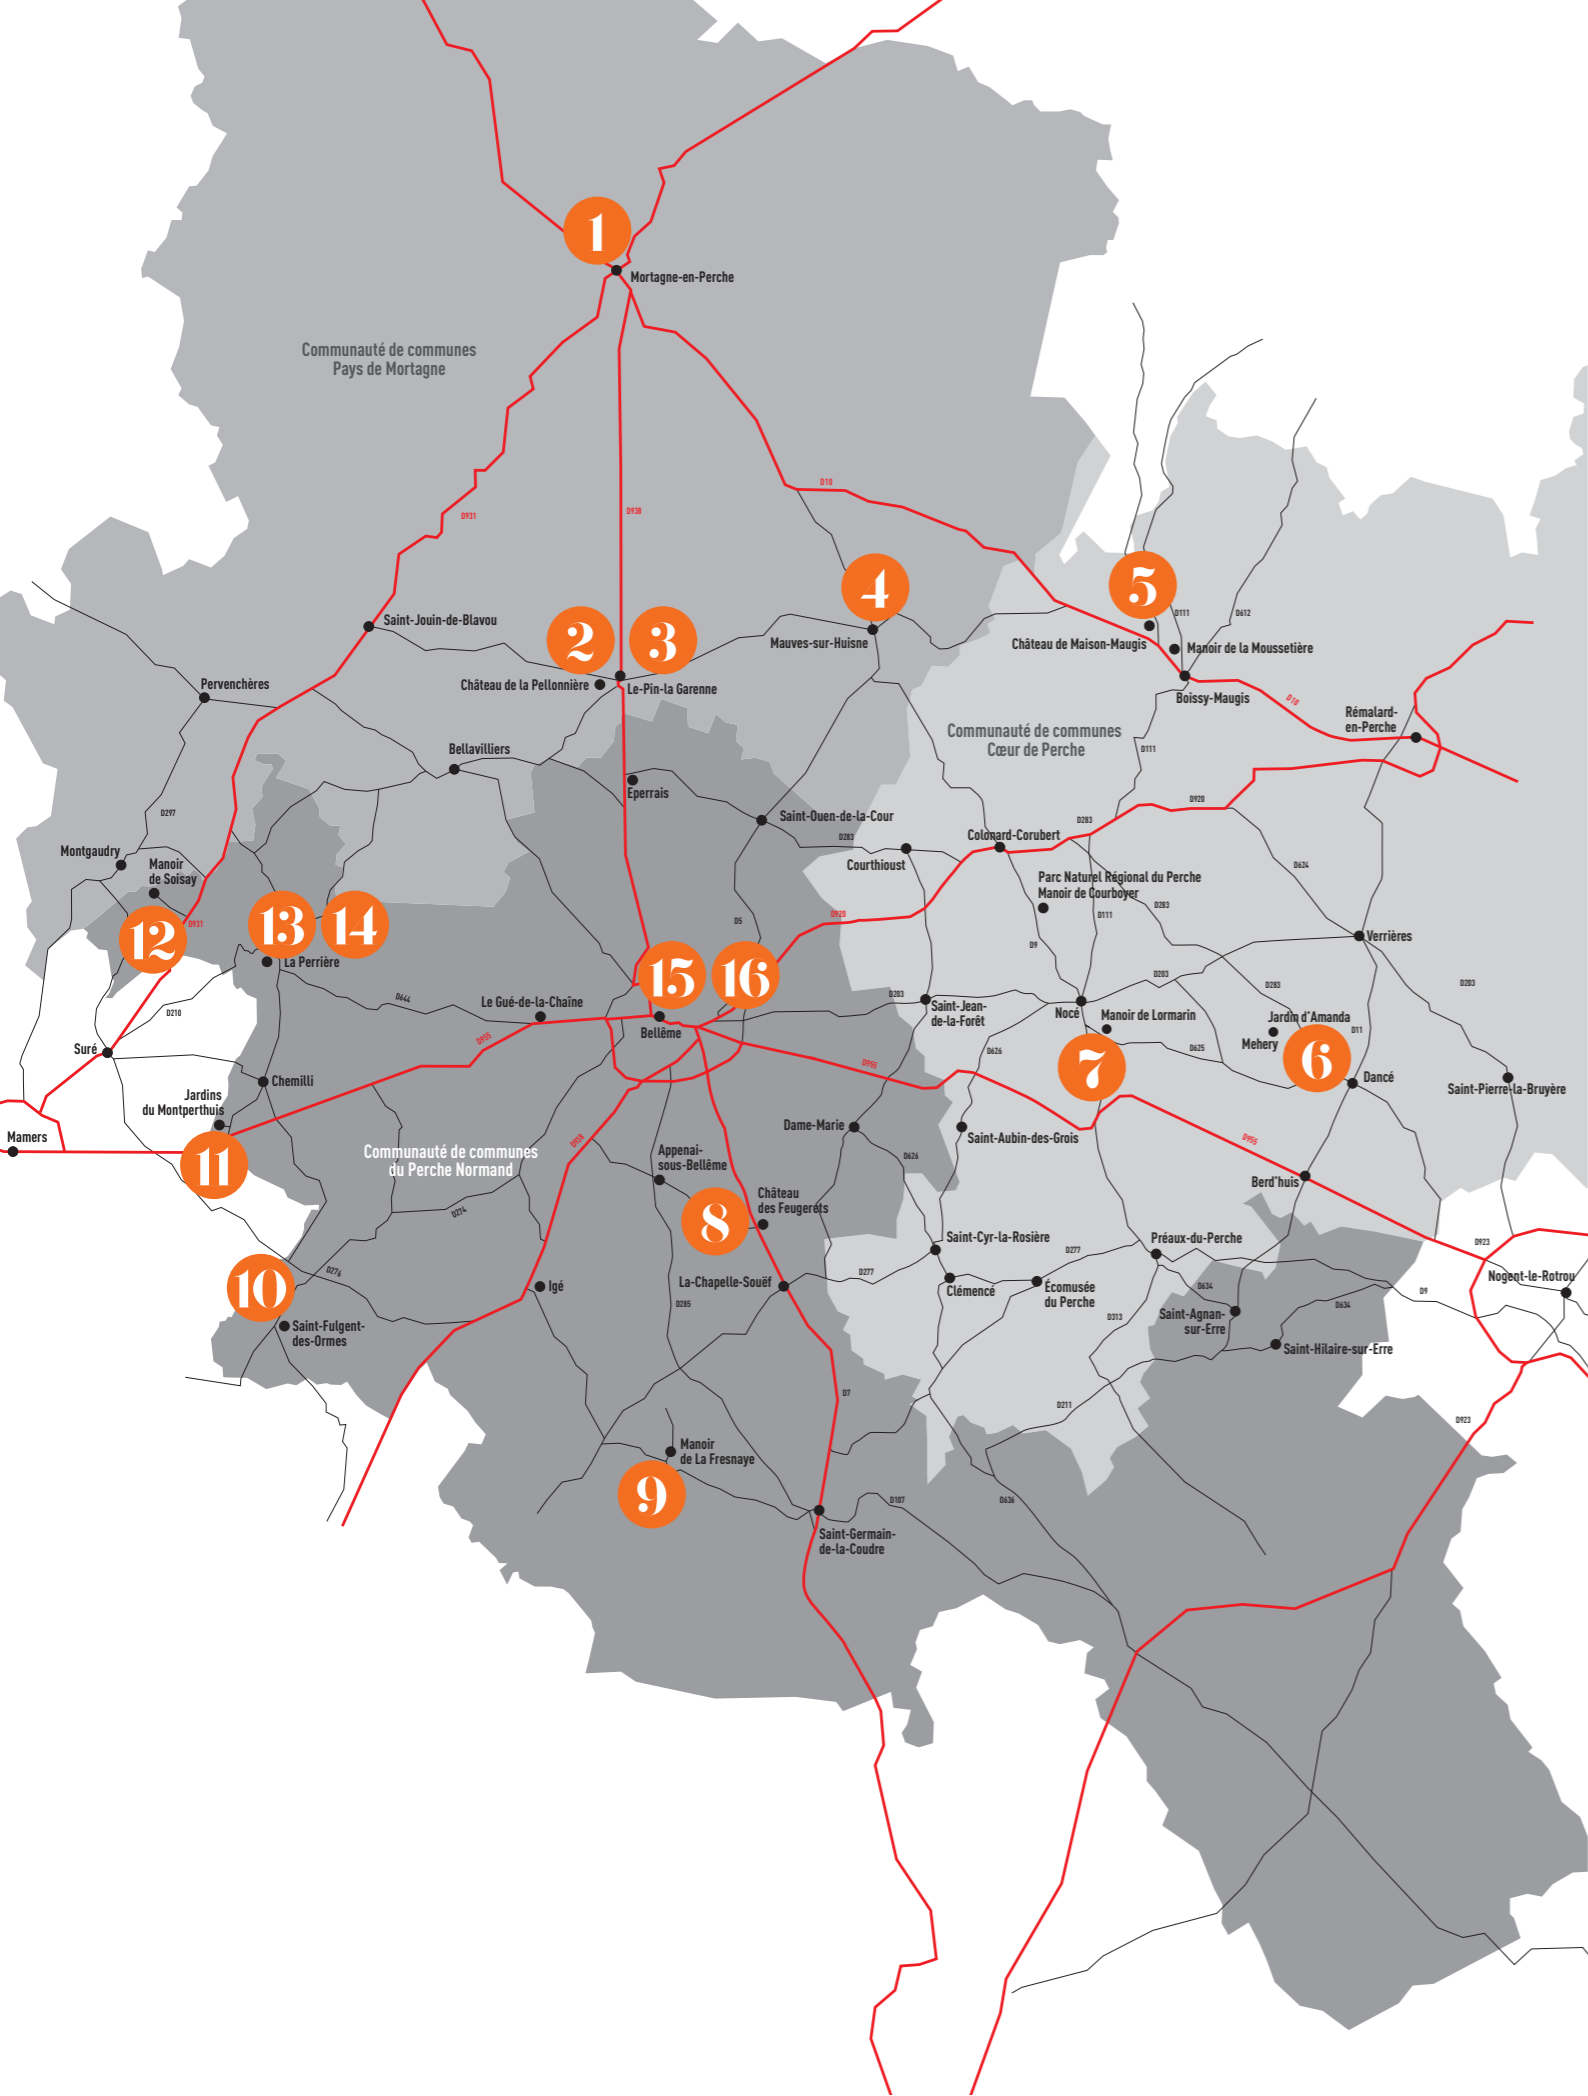 1
Mortagne-en-Perche
Communauté de communes
Pays de Mortagne
D10
D931
D938
4
5
D111
D612
Saint-Jouin-de-Blavou
2
3
Mauves-sur-Huisne
Château de Maison-Maugis
Manoir de la Moussetière
Pervenchères
Château de la Pellonnière
Le-Pin-la Garenne
Boissy-Maugis
D10
Rémalard-
en-Perche
Communauté de communes
Cœur de Perche
Bellavilliers
D111
Eperrais
D920
D297
Saint-Ouen-de-la-Cour
D283
D283
Colonard-Corubert
Montgaudry
Manoir
de Soisay
Courthioust
D624
Parc Naturel Régional du Perche
Manoir de Courboyer
D283
D111
12
D931
13
14
D5
D920
D9
Verrières
La Perrière
15
16
D203
D283
D203
D644
Le Gué-de-la-Chaîne
D203
Saint-Jean-
de-la-Forêt
Nocé
Manoir de Lormarin
Jardin d'Amanda
Mehery
D11
D210
Bellême
Suré
D955
D626
D625
6
7
D955
Dancé
Saint-Pierre-la-Bruyère
Chemilli
Jardins
du Montperthuis
Mamers
11
Communauté de communes
du Perche Normand
D938
Dame-Marie
Saint-Aubin-des-Grois
D955
Appenai-
sous-Bellême
D626
Berd'huis
8
Château
des Feugerets
D274
Saint-Cyr-la-Rosière
D277
Préaux-du-Perche
D923
10
D276
Igé
La-Chapelle-Souëf
D277
Clémencé
Écomusée
du Perche
D634
Nogent-le-Rotrou
D9
D285
Saint-Agnan-
sur-Erre
D634
D313
Saint-Fulgent-
des-Ormes
Saint-Hilaire-sur-Erre
D7
D211
D923
Manoir
de La Fresnaye
9
D107
D636
Saint-Germain-
de-la-Coudre